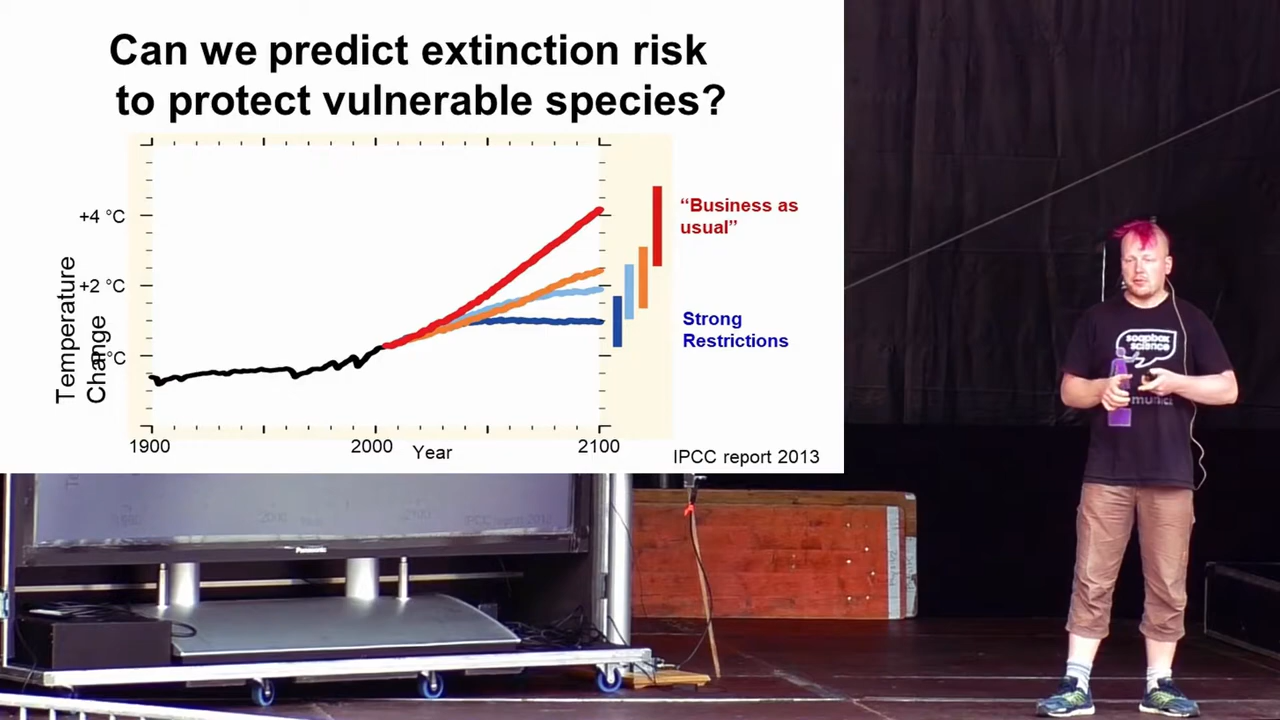 Can we predict extinction risk
to protect vulnerable species?
+4 °C
+2 °C
°C
Temperature
Change
1900
2000
2100
Year
“Business as
usual”
Strong
Restrictions
IPCC report 2013
soapbox
science
munich
Panasonic